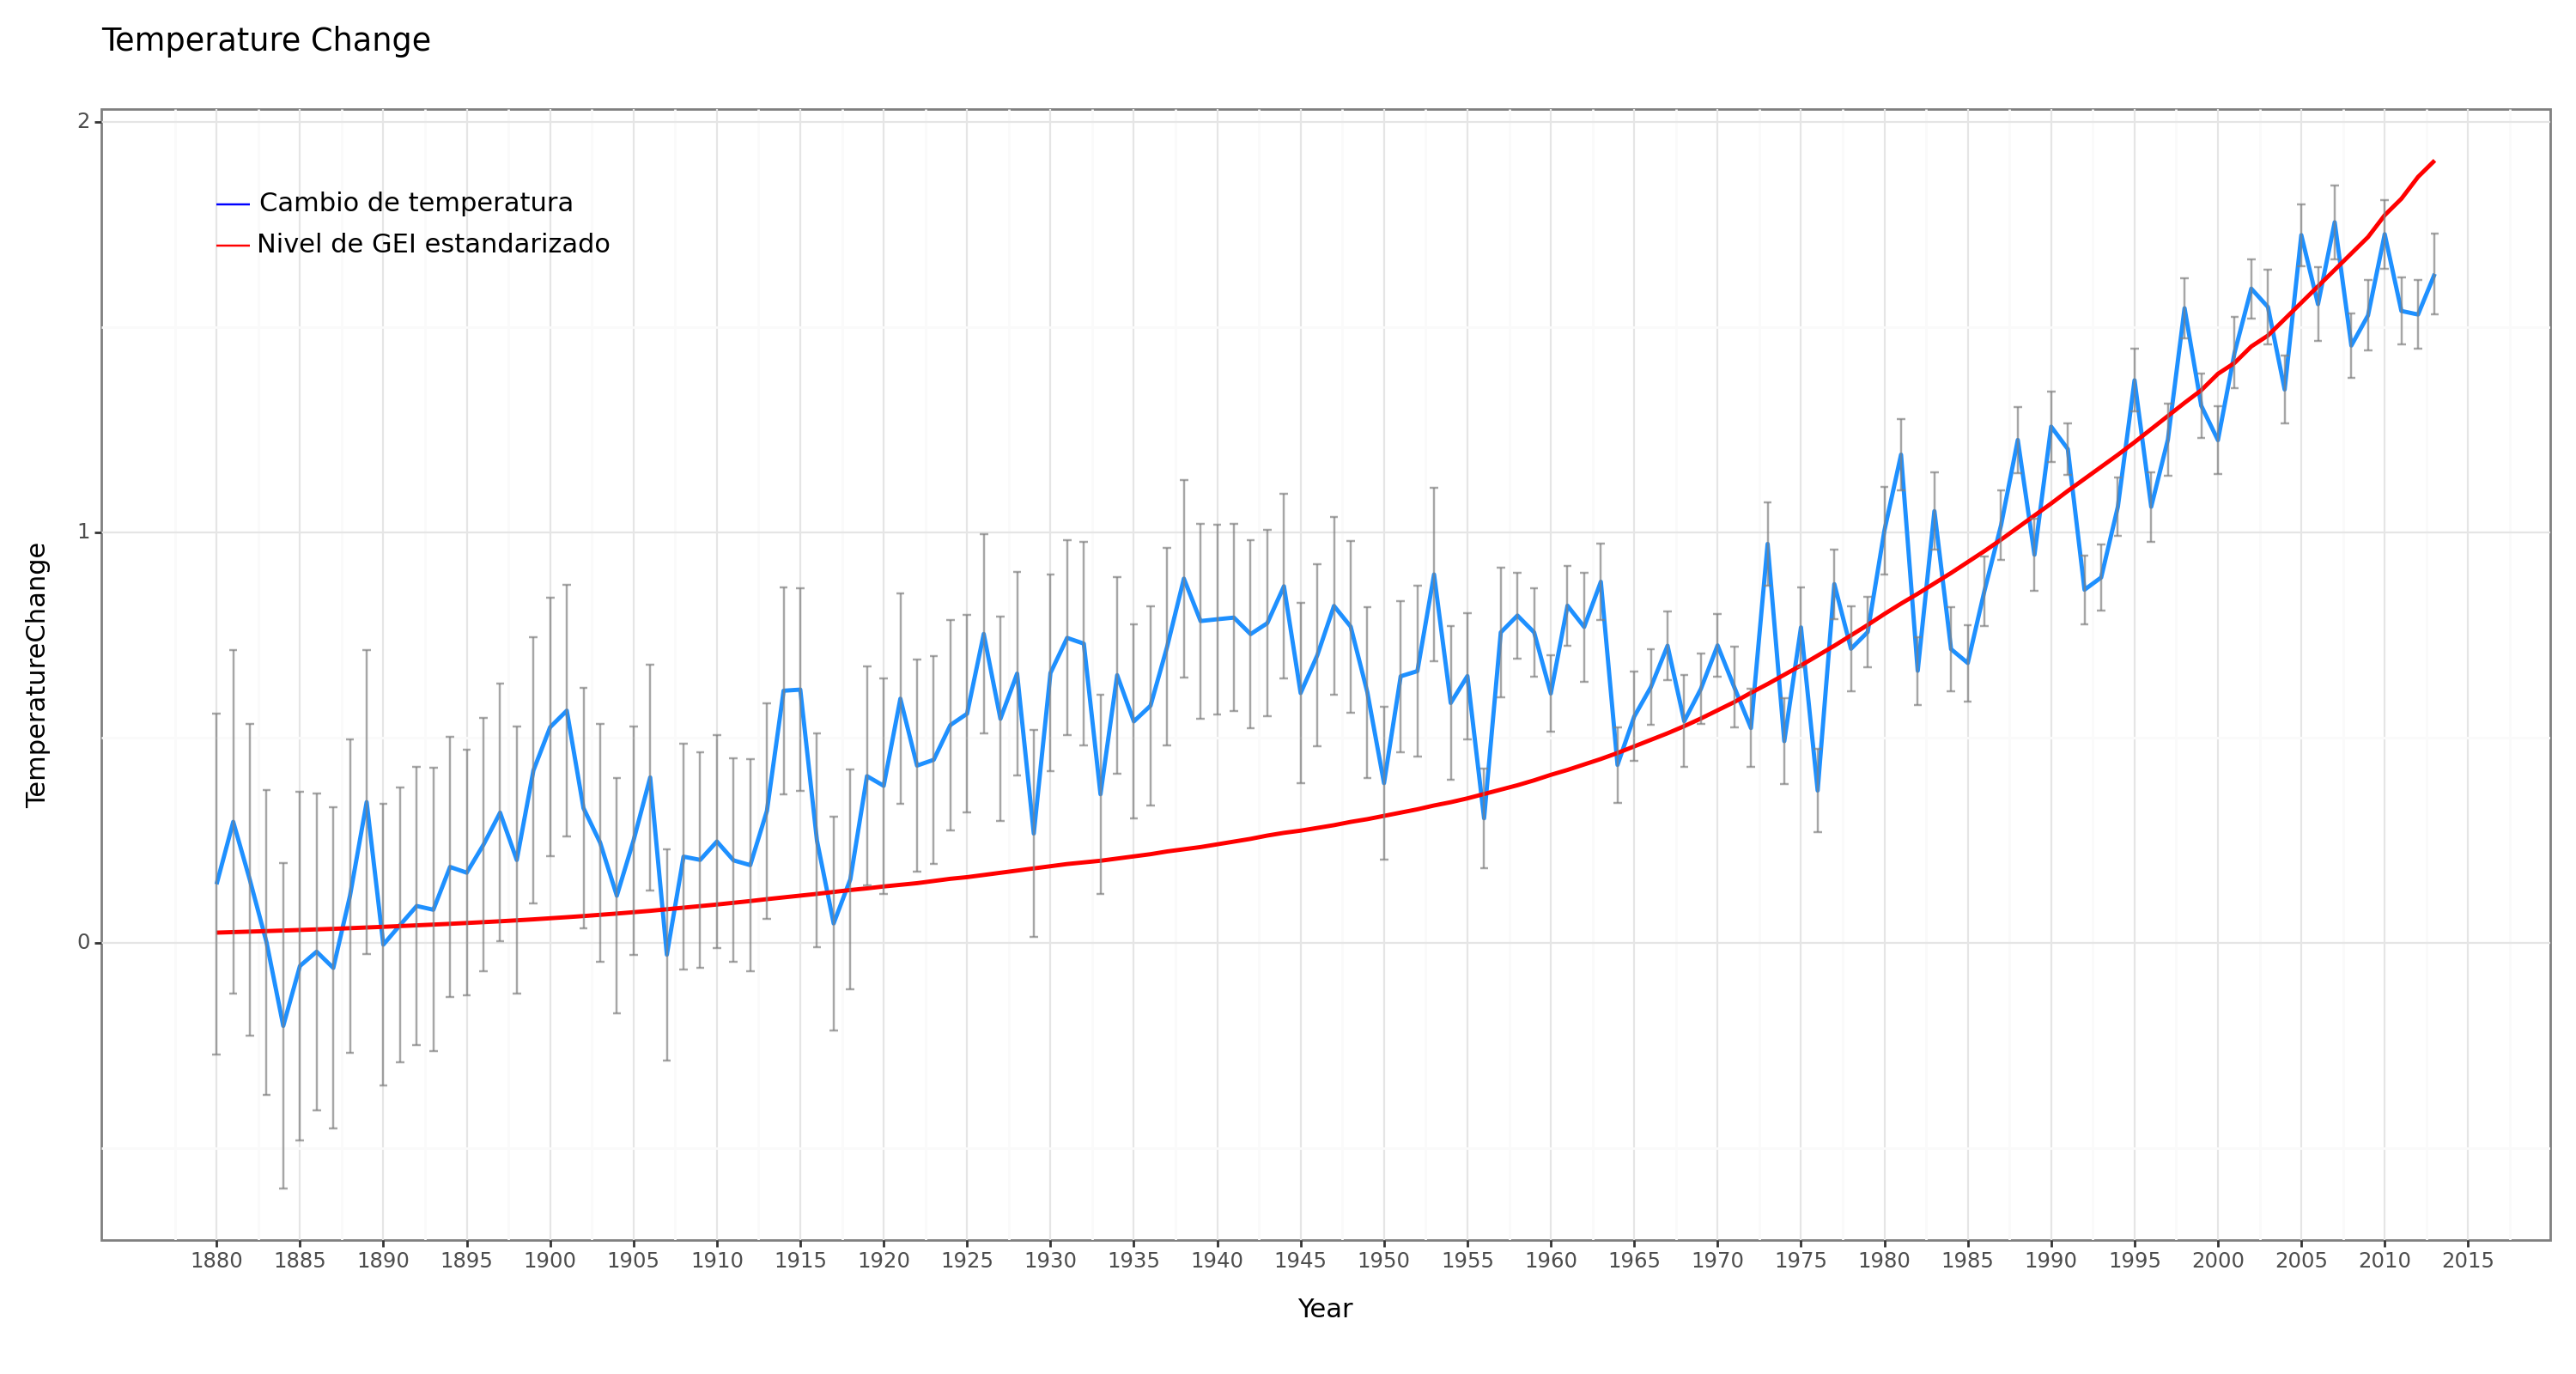 Temperature Change
2
Cambio de temperatura
Nivel de GEI estandarizado
1
TemperatureChange
0
1880 1885 1890 1895 1900 1905 1910 1915 1920 1925 1930 1935 1940 1945 1950 1955 1960 1965 1970 1975 1980 1985 1990 1995 2000 2005 2010 2015
Year